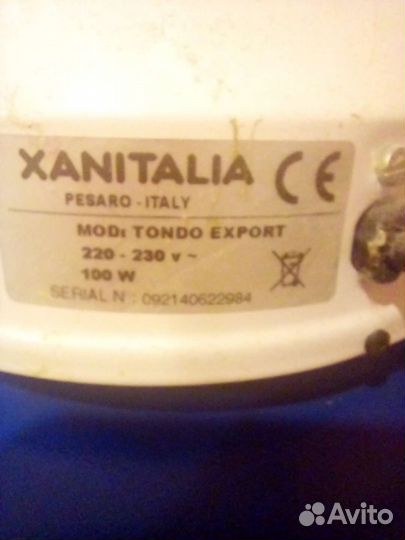 XANITALIA CE
PESARO - ITALY
MOD: TONDO EXPORT
220 - 230 v ~
100 W
SERIAL N : 092140622984
Avito